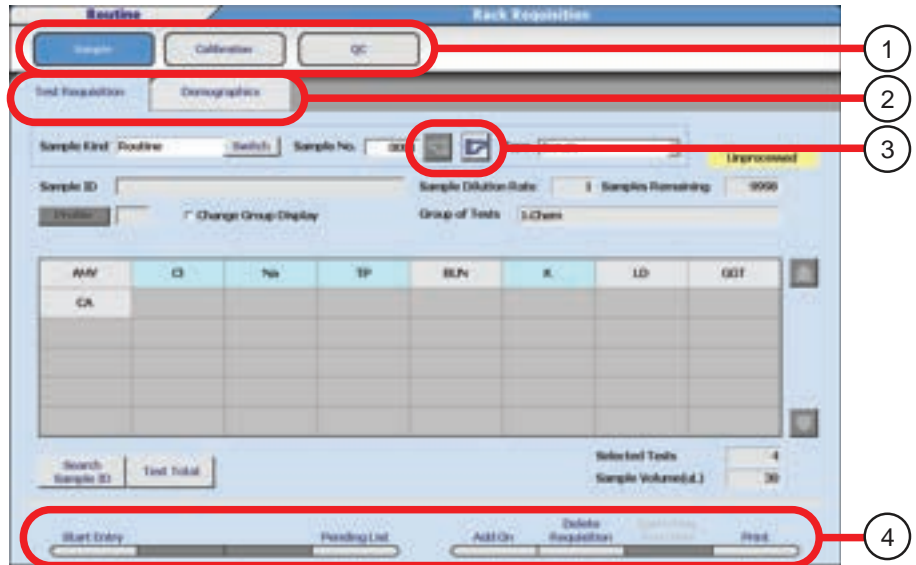 Routine Rack Requisition
Sample Calibration QC 1
Test Requisition Demographics 2
Sample Kind Routine Switch Sample No. 3
Unprocessed
Sample ID Sample Dilution Rate 1 Samples Remaining 9998
Profile Change Group Display Group of Tests 1.Chem
AMY Cl Na TP BUN K LD GOT
CA
Selected Tests 4
Search Sample ID Test Total Sample Volume(uL) 30
Start Entry Pending List Add On Delete Requisition Print 4